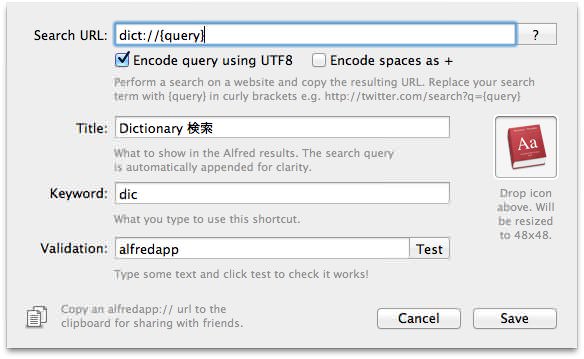 Search URL: dict://{query} ?
Encode query using UTF8 Encode spaces as +
Perform a search on a website and copy the resulting URL. Replace your search
term with {query} in curly brackets e.g. http://twitter.com/search?q={query}
Title: Dictionary 検索
What to show in the Alfred results. The search query
is automatically appended for clarity.
Aa
Drop icon
above. Will
be resized
to 48x48.
Keyword: dic
What you type to use this shortcut.
Validation: alfredapp Test
Type some text and click test to check it works!
Copy an alfredapp:// url to the
clipboard for sharing with friends.
Cancel Save